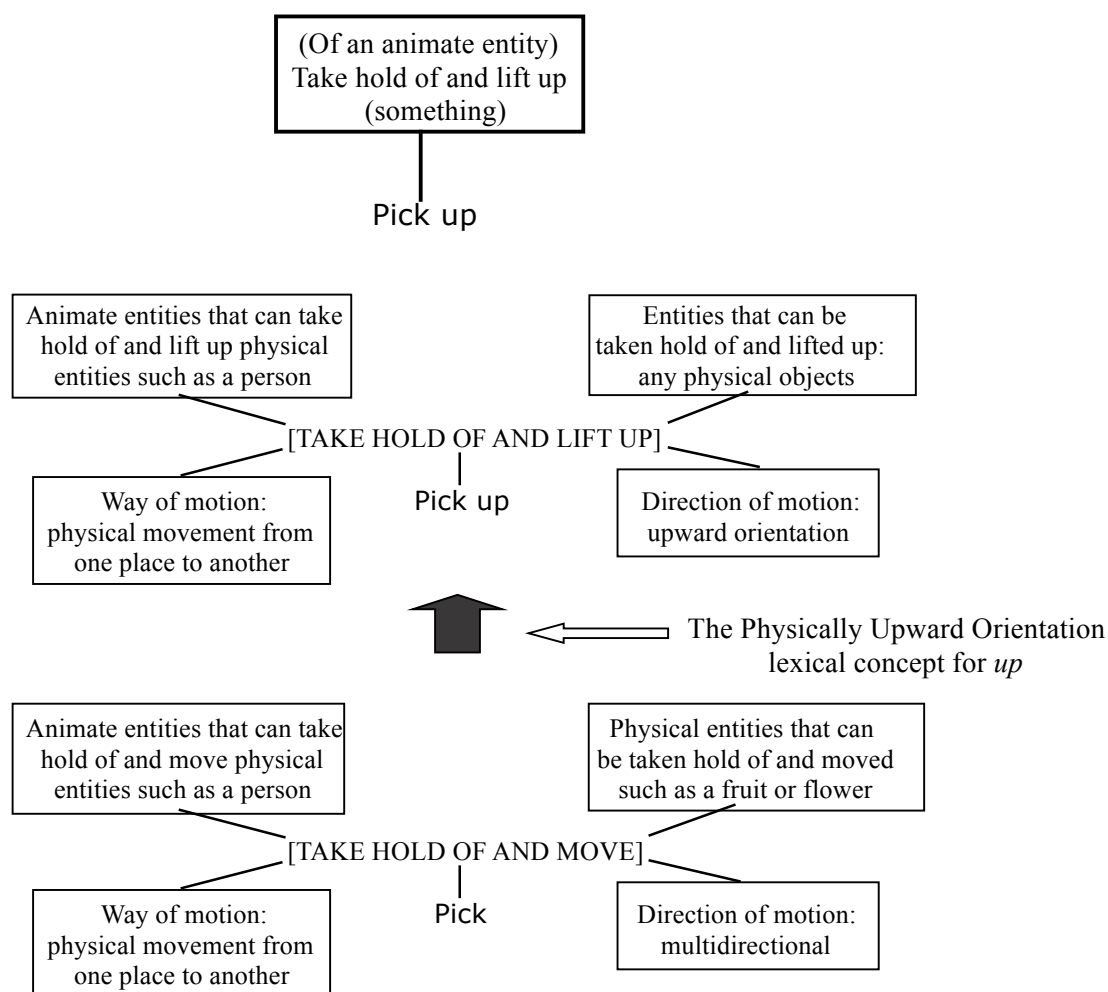 (Of an animate entity)
Take hold of and lift up
(something)
Pick up
Animate entities that can take
hold of and lift up physical
entities such as a person
Entities that can be
taken hold of and lifted up:
any physical objects
[TAKE HOLD OF AND LIFT UP]
Way of motion:
physical movement from
one place to another
Pick up
Direction of motion:
upward orientation
The Physically Upward Orientation
lexical concept for up
Animate entities that can take
hold of and move physical
entities such as a person
Physical entities that can
be taken hold of and moved
such as a fruit or flower
[TAKE HOLD OF AND MOVE]
Way of motion:
physical movement from
one place to another
Pick
Direction of motion:
multidirectional